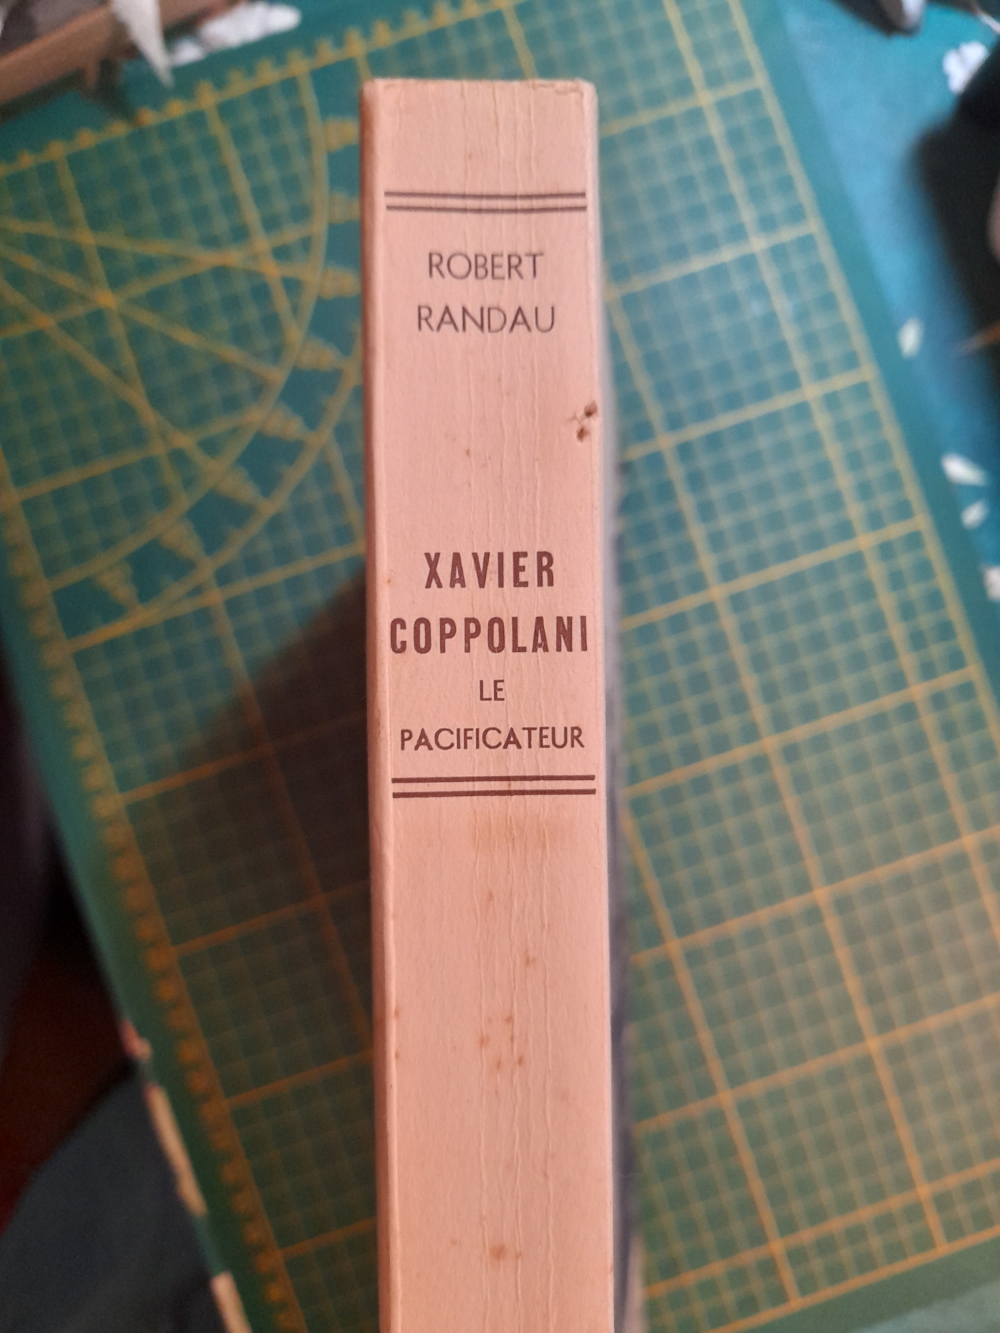 ROBERT
RANDAU
XAVIER
COPPOLANI
LE
PACIFICATEUR